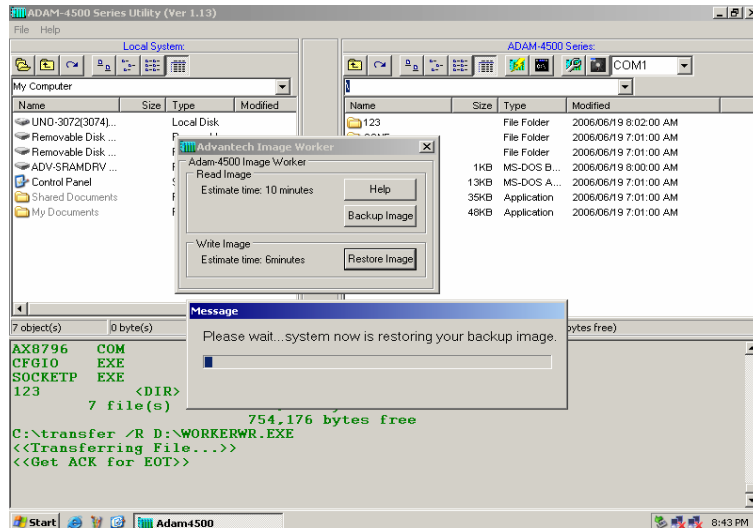 ADAM-4500 Series Utility (Ver 1.13)
File Help
Local System:
ADAM-4500 Series:
COM1
My Computer
\
Name Size Type Modified
Name Size Type Modified
UNO-3072(3074)... Local Disk
Removable Disk ...
Removable Disk ...
ADV-SRAMDRV ...
Control Panel
Shared Documents
My Documents
123 File Folder 2006/06/19 8:02:00 AM
File Folder 2006/06/19 7:01:00 AM
File Folder 2006/06/19 7:01:00 AM
1KB MS-DOS B... 2006/06/19 8:00:00 AM
13KB MS-DOS A... 2006/06/19 7:01:00 AM
35KB Application 2006/06/19 7:01:00 AM
48KB Application 2006/06/19 7:01:00 AM
Advantech Image Worker
Adam-4500 Image Worker
Read Image
Estimate time: 10 minutes
Help
Backup Image
Write Image
Estimate time: 6minutes
Restore Image
Message
Please wait...system now is restoring your backup image.
7 object(s) 0 byte(s)
bytes free)
AX8796 COM
CFGIO EXE
SOCKETP EXE
123 <DIR>
7 file(s)
754,176 bytes free
C:\transfer /R D:\WORKERWR.EXE
<<Transferring File...>>
<<Get ACK for EOT>>
Start
Adam4500
8:43 PM